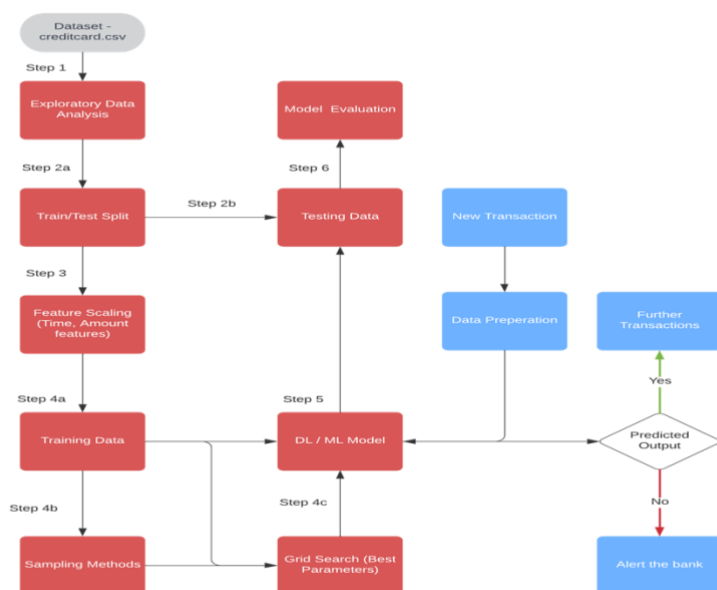 Dataset -
creditcard.csv
Step 1
Exploratory Data
Analysis
Model Evaluation
Step 2a
Step 6
Train/Test Split
Step 2b
Testing Data
New Transaction
Step 3
Feature Scaling
(Time, Amount
features)
Data Preperation
Further
Transactions
Step 4a
Step 5
Yes
Training Data
DL / ML Model
Predicted
Output
Step 4b
Step 4c
No
Sampling Methods
Grid Search (Best
Parameters)
Alert the bank